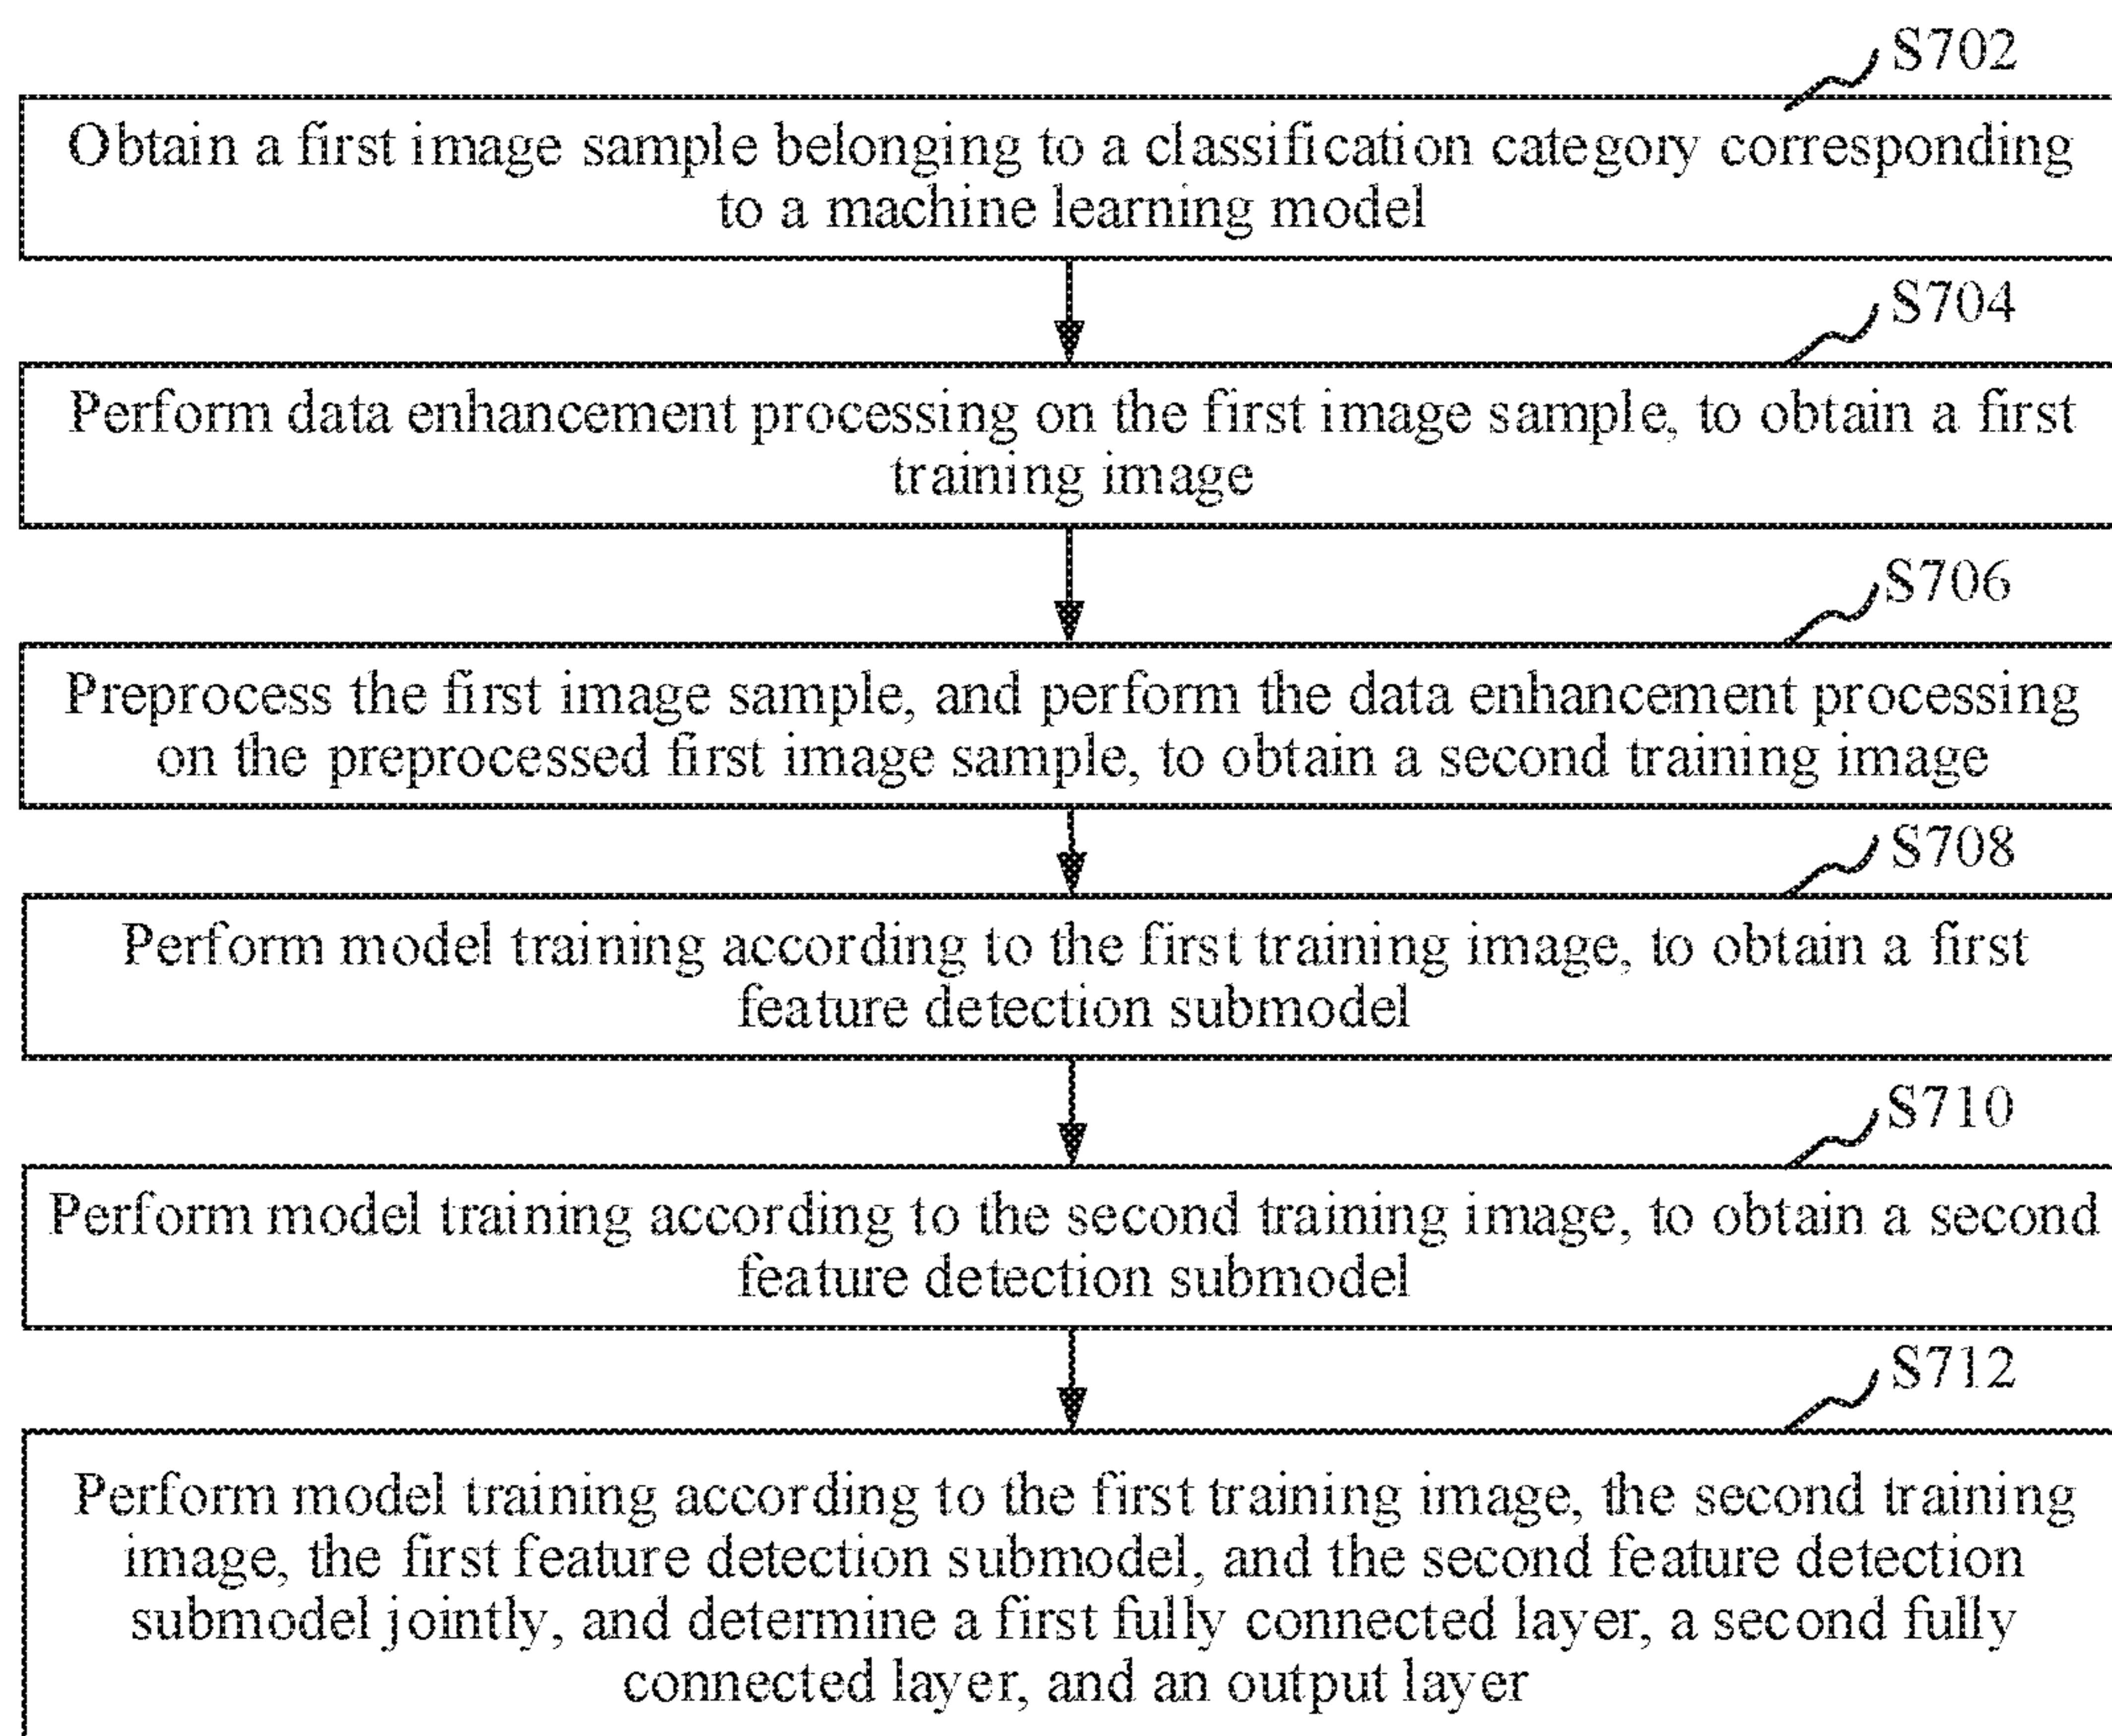 S702
Obtain a first image sample belonging to a classification category corresponding
to a machine learning model
S704
Perform data enhancement processing on the first image sample, to obtain a first
training image
S706
Preprocess the first image sample, and perform the data enhancement processing
on the preprocessed first image sample, to obtain a second training image
S708
Perform model training according to the first training image, to obtain a first
feature detection submodel
S710
Perform model training according to the second training image, to obtain a second
feature detection submodel
S712
Perform model training according to the first training image, the second training
image, the first feature detection submodel, and the second feature detection
submodel jointly, and determine a first fully connected layer, a second fully
connected layer, and an output layer